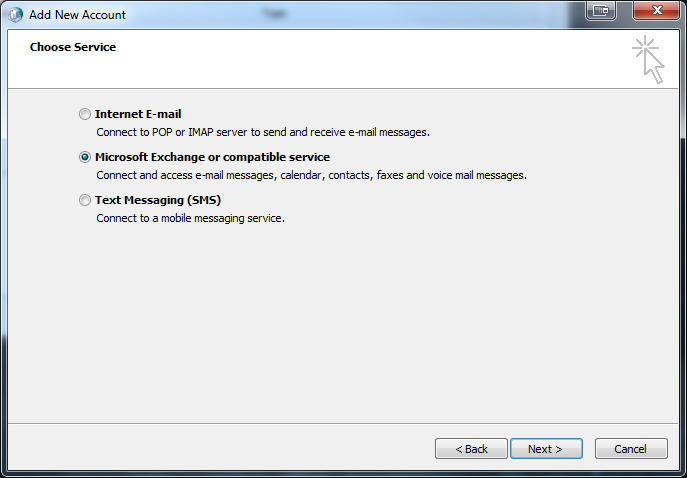 Add New Account
Choose Service
Internet E-mail
Connect to POP or IMAP server to send and receive e-mail messages.
Microsoft Exchange or compatible service
Connect and access e-mail messages, calendar, contacts, faxes and voice mail messages.
Text Messaging (SMS)
Connect to a mobile messaging service.
< Back Next > Cancel